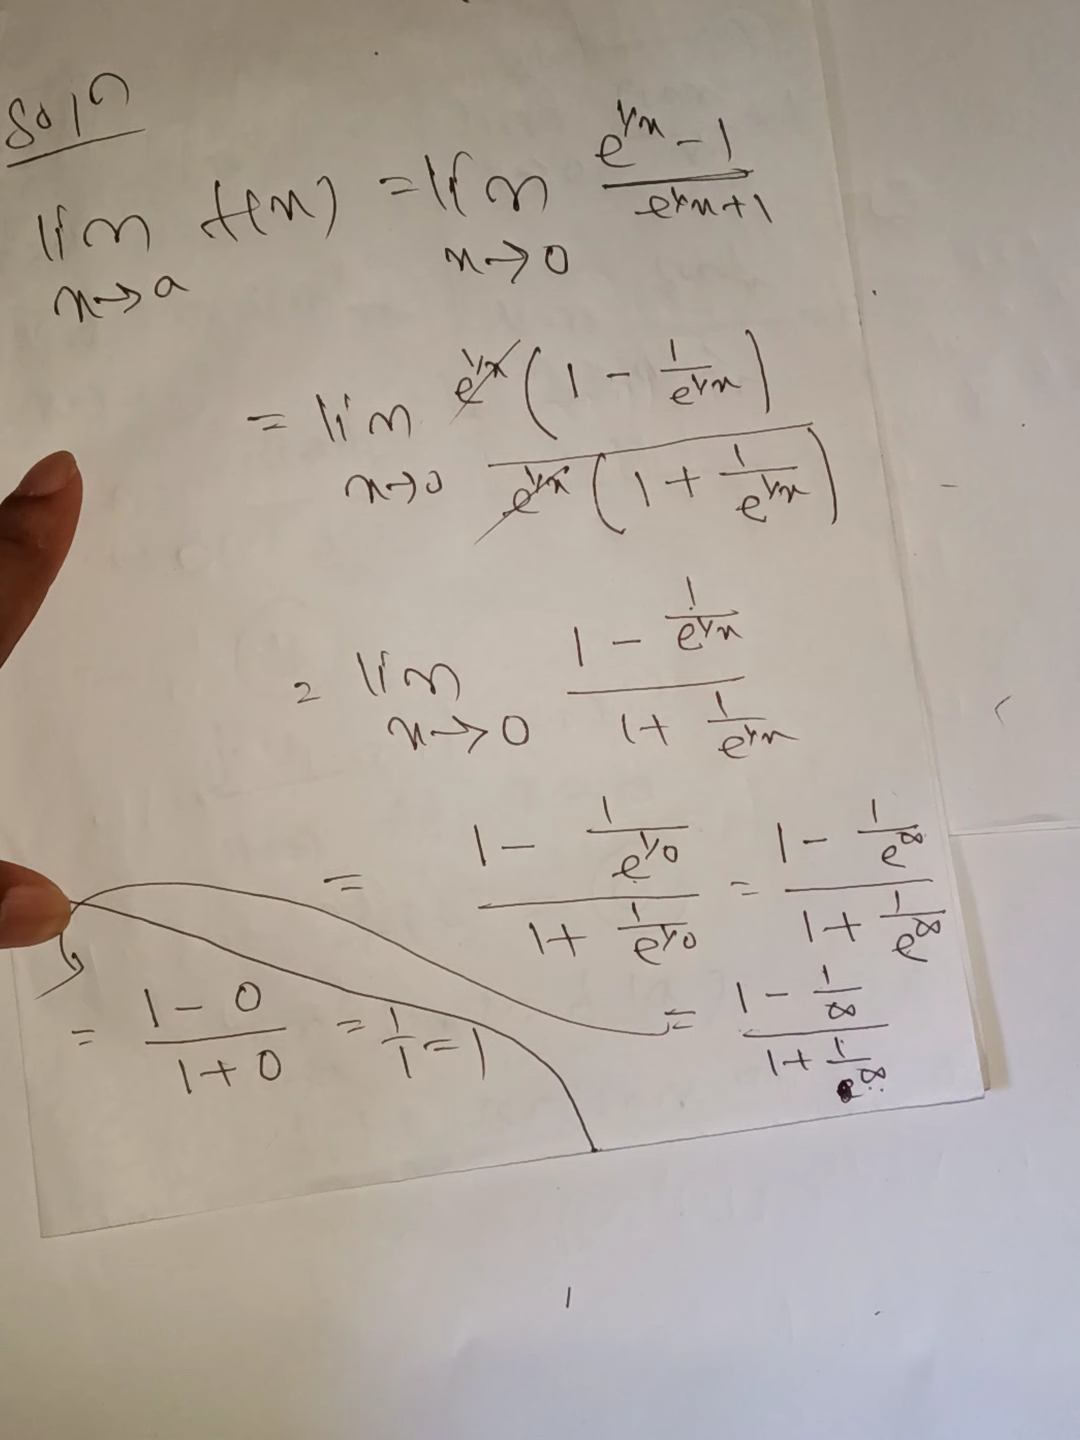 Soln
lim f(x) = lim (e^{1/x} - 1)/(e^{1/x} + 1)
x→a x→0
= lim e^{1/x} (1 - 1/e^{1/x}) / e^{1/x} (1 + 1/e^{1/x})
x→0
= lim (1 - 1/e^{1/x}) / (1 + 1/e^{1/x})
x→0
= (1 - 1/e^{1/0}) / (1 + 1/e^{1/0}) = (1 - 1/e^∞) / (1 + 1/e^∞)
= (1 - 1/∞) / (1 + 1/∞)
= (1 - 0)/(1 + 0) = 1/1 = 1